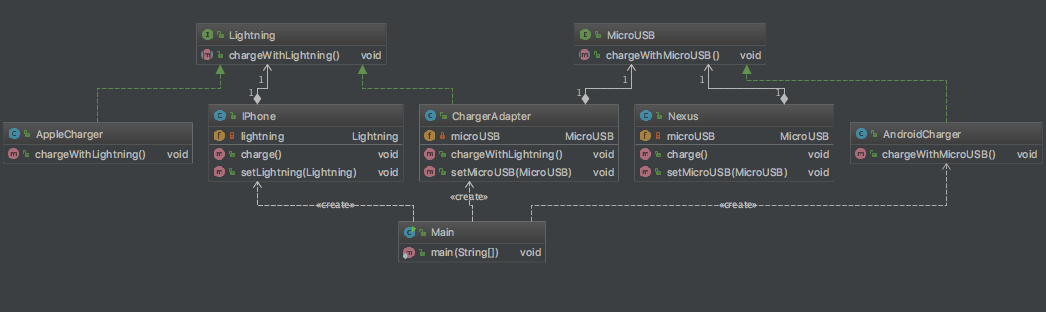 Lightning
chargeWithLightning() void
MicroUSB
chargeWithMicroUSB() void
1
1
1
1
1
1
AppleCharger
chargeWithLightning() void
IPhone
lightning Lightning
charge() void
setLightning(Lightning) void
ChargerAdapter
microUSB MicroUSB
chargeWithLightning() void
setMicroUSB(MicroUSB) void
Nexus
microUSB MicroUSB
charge() void
setMicroUSB(MicroUSB) void
AndroidCharger
chargeWithMicroUSB() void
«create»
«create»
«create»
Main
main(String[]) void